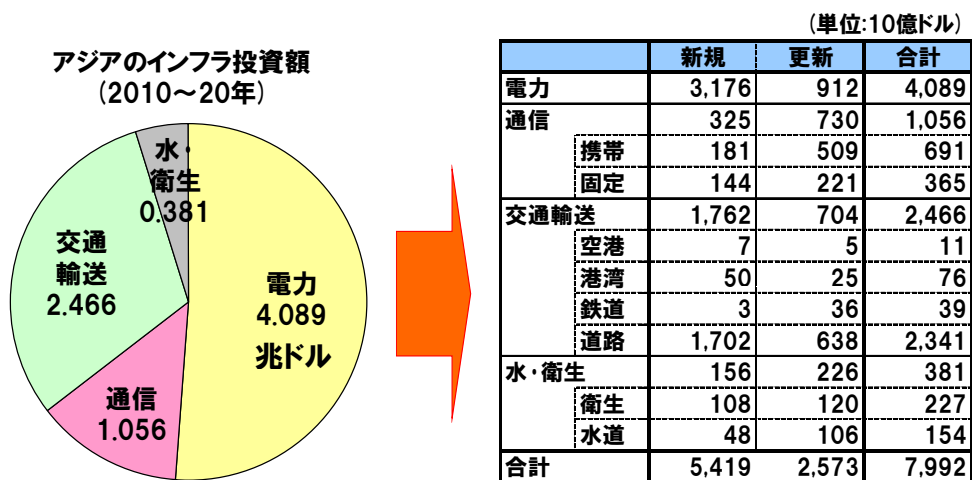 アジアのインフラ投資額
(2010～20年)
水・
衛生
0.381
交通
輸送
2.466
電力
4.089
兆ドル
通信
1.056
(単位:10億ドル)
新規 更新 合計
電力 3,176 912 4,089
通信 325 730 1,056
携帯 181 509 691
固定 144 221 365
交通輸送 1,762 704 2,466
空港 7 5 11
港湾 50 25 76
鉄道 3 36 39
道路 1,702 638 2,341
水・衛生 156 226 381
衛生 108 120 227
水道 48 106 154
合計 5,419 2,573 7,992